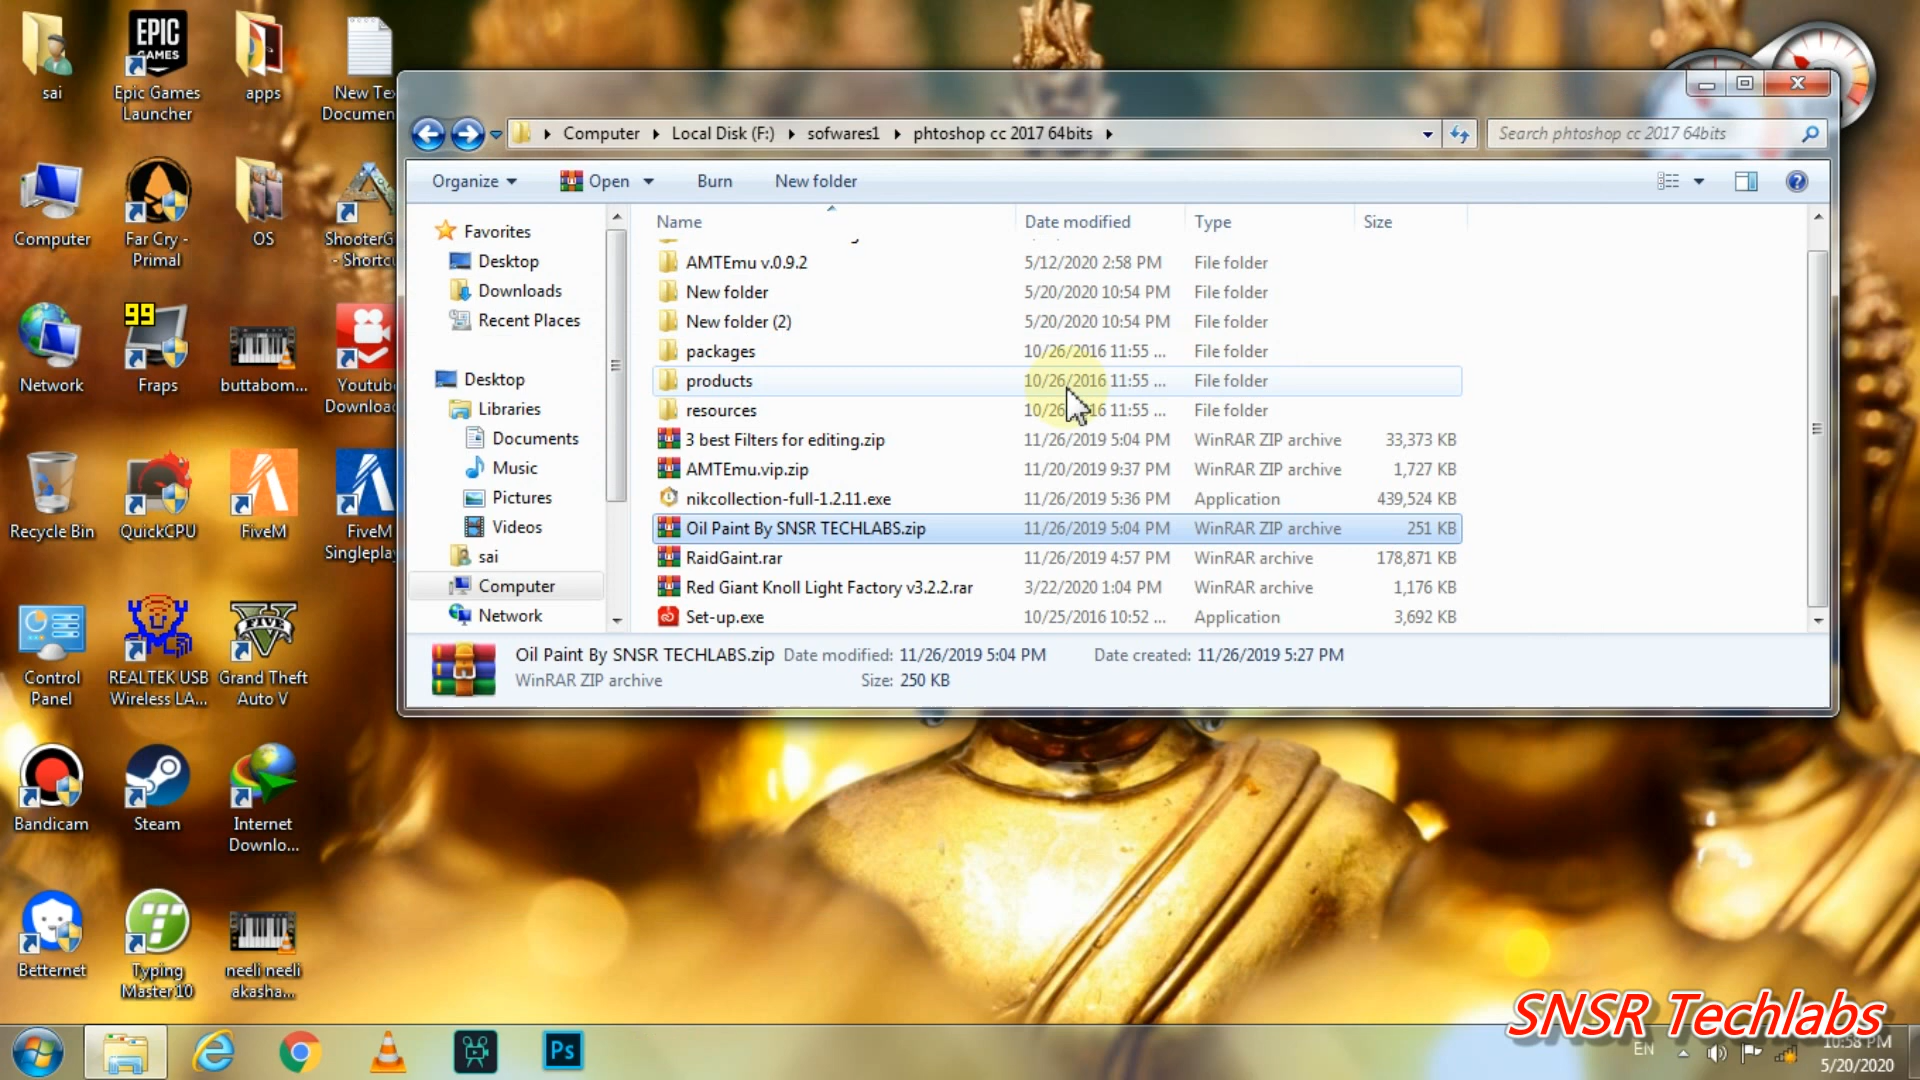 sai
EPIC
GAMES
Epic Games
Launcher
apps
New Tex
Documen
Computer
Far Cry -
Primal
OS
ShooterG
- Shortc
Network
99
Fraps
buttabom...
Youtub
Downloa
Recycle Bin
QuickCPU
FiveM
FiveM
Singlepla
Control
Panel
REALTEK USB
Wireless LA...
FIVE
Grand Theft
Auto V
Bandicam
Steam
Internet
Downlo...
Betternet
Typing
Master 10
neeli neeli
akasha...
Computer
Local Disk (F:)
sofwares1
phtoshop cc 2017 64bits
Search phtoshop cc 2017 64bits
Organize
Open
Burn
New folder
Favorites
Desktop
Downloads
Recent Places
Desktop
Libraries
Documents
Music
Pictures
Videos
sai
Computer
Network
Name Date modified Type Size
AMTEmu v.0.9.2 5/12/2020 2:58 PM File folder
New folder 5/20/2020 10:54 PM File folder
New folder (2) 5/20/2020 10:54 PM File folder
packages 10/26/2016 11:55 ... File folder
products 10/26/2016 11:55 ... File folder
resources 10/26/2016 11:55 ... File folder
3 best Filters for editing.zip 11/26/2019 5:04 PM WinRAR ZIP archive 33,373 KB
AMTEmu.vip.zip 11/20/2019 9:37 PM WinRAR ZIP archive 1,727 KB
nikcollection-full-1.2.11.exe 11/26/2019 5:36 PM Application 439,524 KB
Oil Paint By SNSR TECHLABS.zip 11/26/2019 5:04 PM WinRAR ZIP archive 251 KB
RaidGaint.rar 11/26/2019 4:57 PM WinRAR archive 178,871 KB
Red Giant Knoll Light Factory v3.2.2.rar 3/22/2020 1:04 PM WinRAR archive 1,176 KB
Set-up.exe 10/25/2016 10:52 ... Application 3,692 KB
Oil Paint By SNSR TECHLABS.zip Date modified: 11/26/2019 5:04 PM Date created: 11/26/2019 5:27 PM
WinRAR ZIP archive Size: 250 KB
Ps
SNSR Techlabs
EN
10:58 PM
5/20/2020